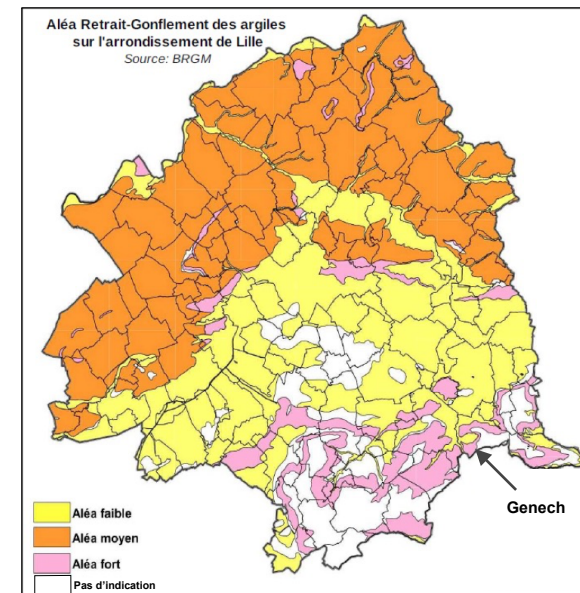 Aléa Retrait-Gonflement des argiles
sur l'arrondissement de Lille
Source: BRGM
Genech
Aléa faible
Aléa moyen
Aléa fort
Pas d'indication